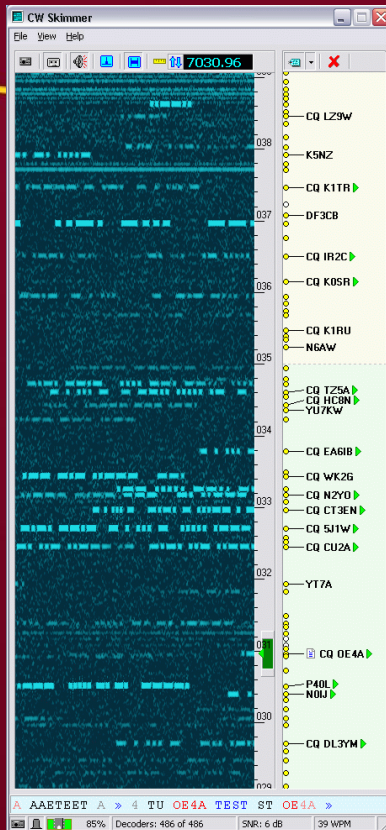 CW Skimmer
File View Help
7030.96
038
037
036
035
034
033
032
031
030
029
CQ LZ9W
K5NZ
CQ K1TR
DF3CB
CQ IR2C
CQ K0SR
CQ K1RU
N6AW
CQ TZ5A
CQ HC8N
YU7KW
CQ EA6IB
CQ WK2G
CQ N2YO
CQ CT3EN
CQ 5J1W
CQ CU2A
YT7A
CQ OE4A
P40L
N0IJ
CQ DL3YM
A AAETEET A » 4 TU OE4A TEST ST OE4A »
85% Decoders: 486 of 486 SNR: 6 dB 39 WPM